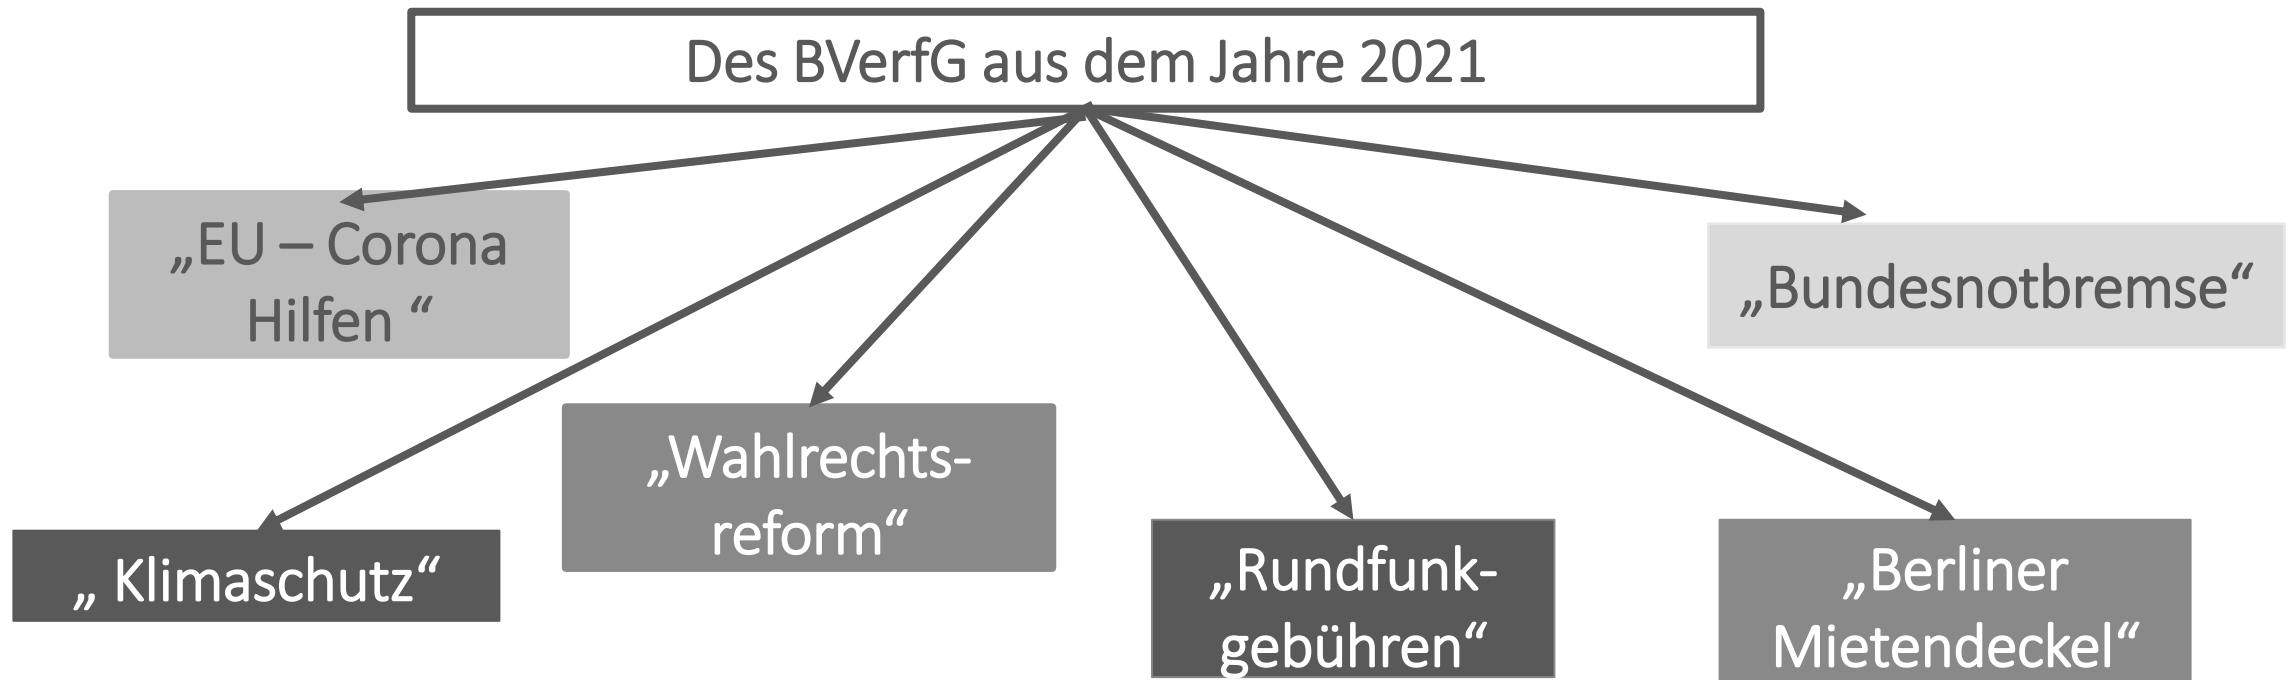 Des BVerfG aus dem Jahre 2021
„EU – Corona
Hilfen “
„Bundesnotbremse“
„Wahlrechts-
reform“
„ Klimaschutz“
„Rundfunk-
gebühren“
„Berliner
Mietendeckel“